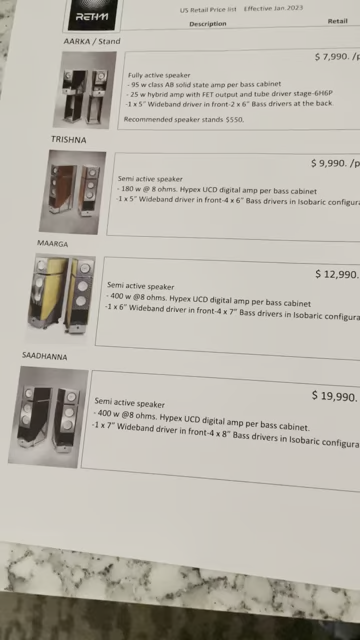 RETHM
US Retail Price list Effective Jan.2023
Description Retail
AARKA / Stand
$ 7,990. /p
Fully active speaker
- 95 w class AB solid state amp per bass cabinet
- 25 w hybrid amp with FET output and tube driver stage-6H6P
-1 x 5" Wideband driver in front-2 x 6" Bass drivers at the back
Recommended speaker stands $550.
TRISHNA
$ 9,990. /p
Semi active speaker
- 180 w @ 8 ohms. Hypex UCD digital amp per bass cabinet
-1 x 5" Wideband driver in front-4 x 6" Bass drivers in Isobaric configura
MAARGA
$ 12,990.
Semi active speaker
- 400 w @8 ohms. Hypex UCD digital amp per bass cabinet
-1 x 6" Wideband driver in front-4 x 7" Bass drivers in Isobaric configura
SAADHANNA
$ 19,990.
Semi active speaker
- 400 w @8 ohms. Hypex UCD digital amp per bass cabinet.
-1 x 7" Wideband driver in front-4 x 8" Bass drivers in Isobaric configura